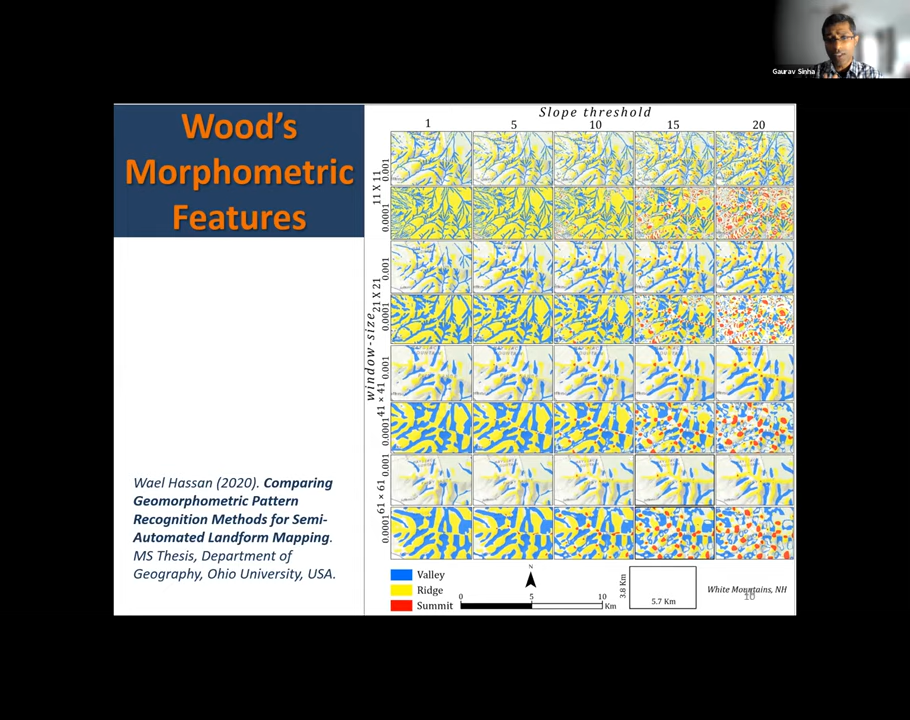 Gaurav Sinha
Wood's
Morphometric
Features
Wael Hassan (2020). Comparing
Geomorphometric Pattern
Recognition Methods for Semi-
Automated Landform Mapping.
MS Thesis, Department of
Geography, Ohio University, USA.
Slope threshold
1 5 10 15 20
window-size
11 X 11
0.001
0.0001
21 X 21
0.001
0.0001
41 × 41
0.001
0.0001
61 × 61
0.001
0.0001
Valley
Ridge
Summit
N
0 5 10
Km
3.8 Km
5.7 Km
White Mountains, NH